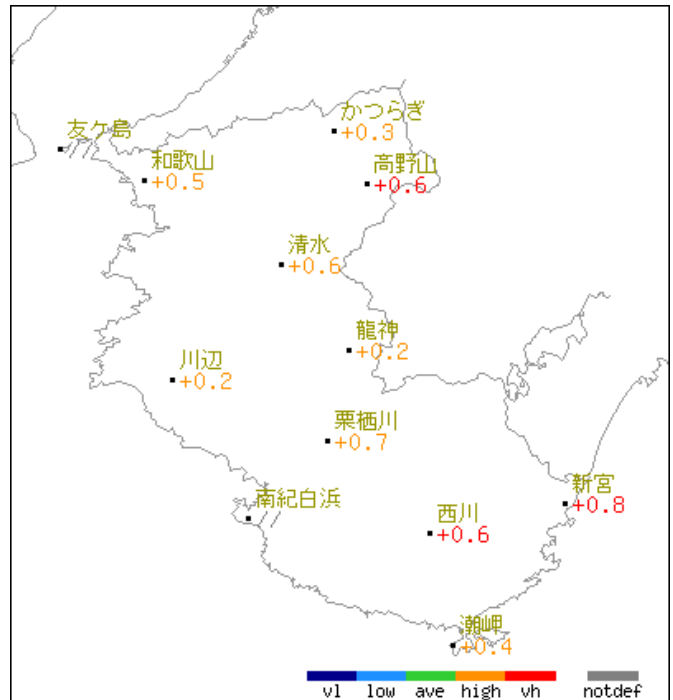 かつらぎ
+0.3
友ケ島
//
和歌山
+0.5
高野山
+0.6
清水
+0.6
龍神
+0.2
川辺
+0.2
栗栖川
+0.7
新宮
+0.8
南紀白浜
//
西川
+0.6
潮岬
+0.4
vl low ave high vh notdef